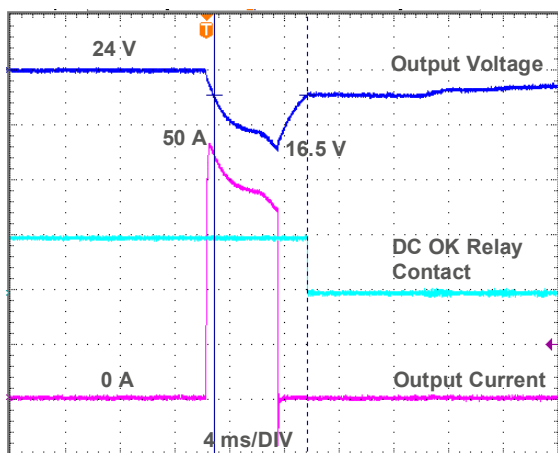 T
24 V
Output Voltage
50 A
16.5 V
DC OK Relay
Contact
0 A
Output Current
4 ms/DIV